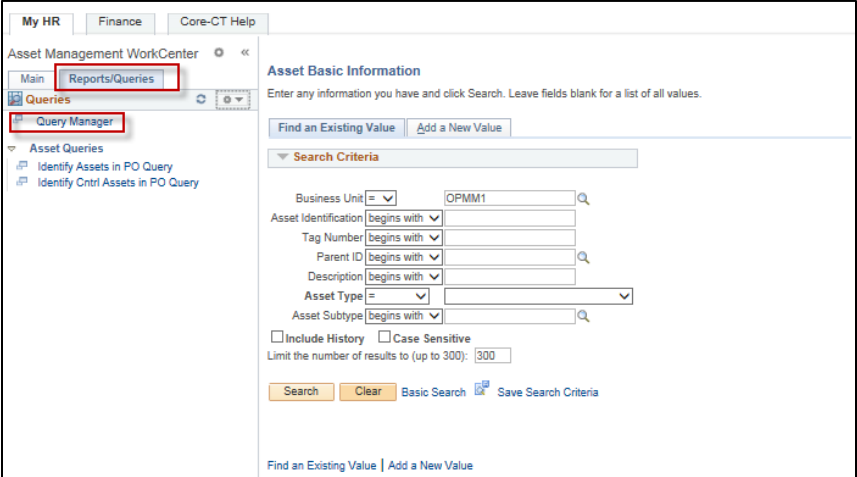 My HR Finance Core-CT Help
Asset Management WorkCenter «
Main Reports/Queries
Queries
Query Manager
Asset Queries
Identify Assets in PO Query
Identify Cntrl Assets in PO Query
Asset Basic Information
Enter any information you have and click Search. Leave fields blank for a list of all values.
Find an Existing Value Add a New Value
Search Criteria
Business Unit = OPMM1
Asset Identification begins with
Tag Number begins with
Parent ID begins with
Description begins with
Asset Type =
Asset Subtype begins with
Include History Case Sensitive
Limit the number of results to (up to 300): 300
Search Clear Basic Search Save Search Criteria
Find an Existing Value | Add a New Value